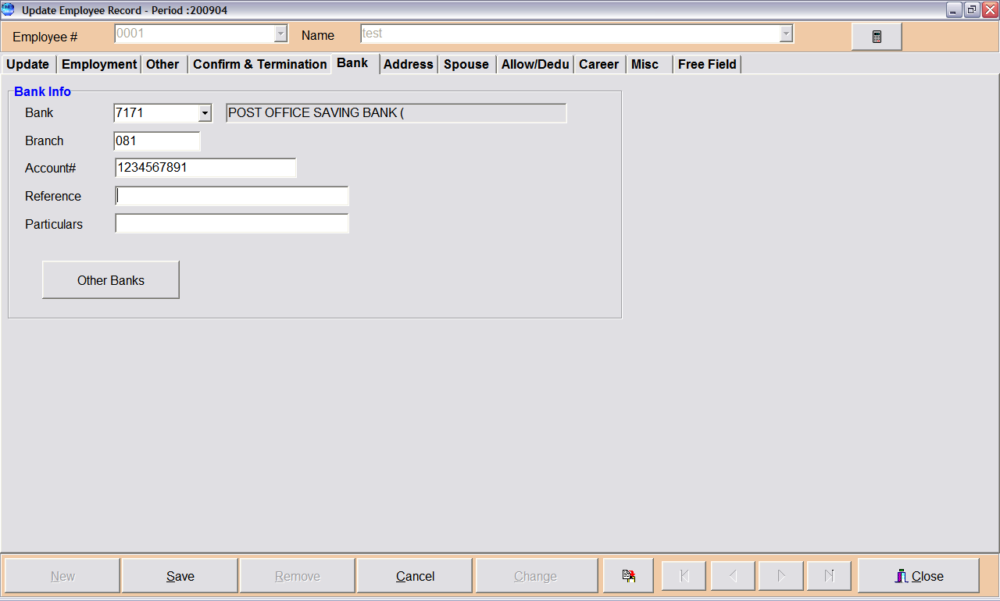 Update Employee Record - Period :200904
Employee # 0001 Name test
Update Employment Other Confirm & Termination Bank Address Spouse Allow/Dedu Career Misc Free Field
Bank Info
Bank 7171 POST OFFICE SAVING BANK (
Branch 081
Account# 1234567891
Reference
Particulars
Other Banks
New Save Remove Cancel Change Close